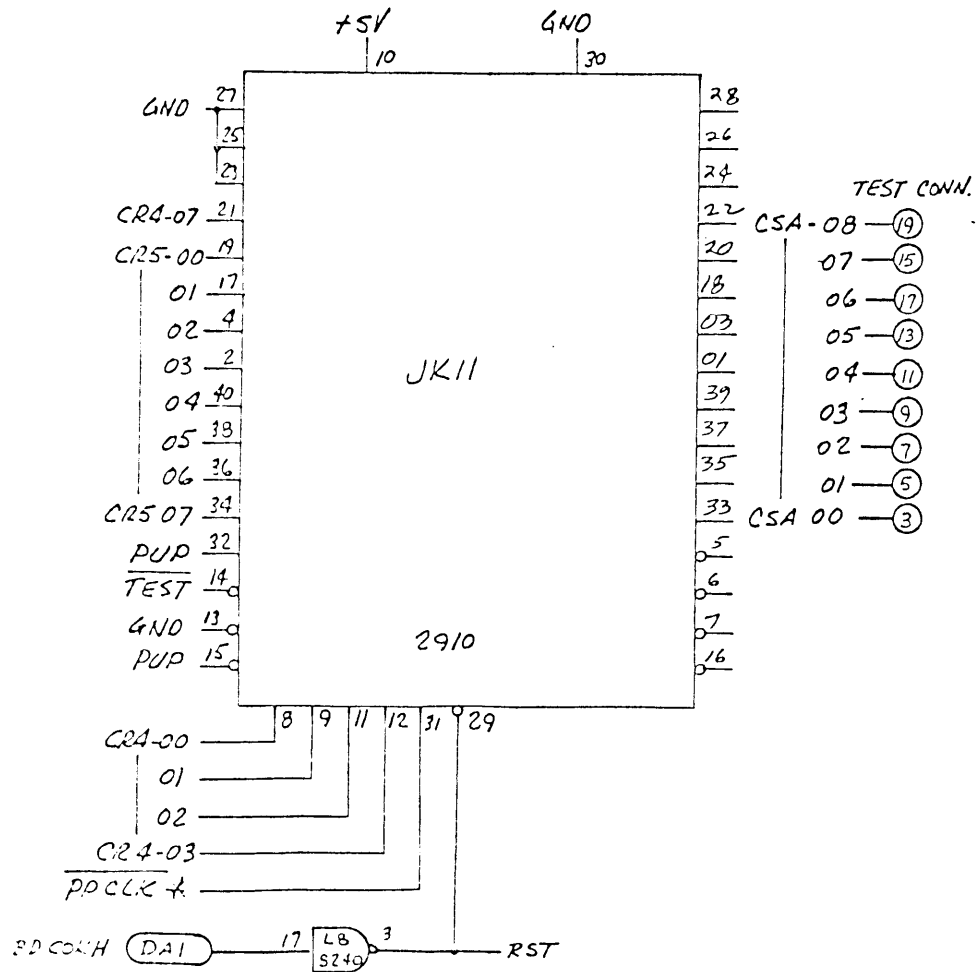 +5V GND
10 30
GND 27 28
25 26
23 24
TEST CONN.
CR4-07 21 22 CSA-08 19
CR5-00 19 20 07 15
01 17 18 06 17
02 4 03 05 13
03 2 01 04 11
JK11
04 40 39 03 9
05 38 37 02 7
06 36 35 01 5
CR5 07 34 33 CSA 00 3
PUP 32 5
TEST 14 6
GND 13 7
2910
PUP 15 16
8 9 11 12 31 29
CR4-00
01
02
CR4-03
PPCLK
DA1 17 L8 3 RST
S240